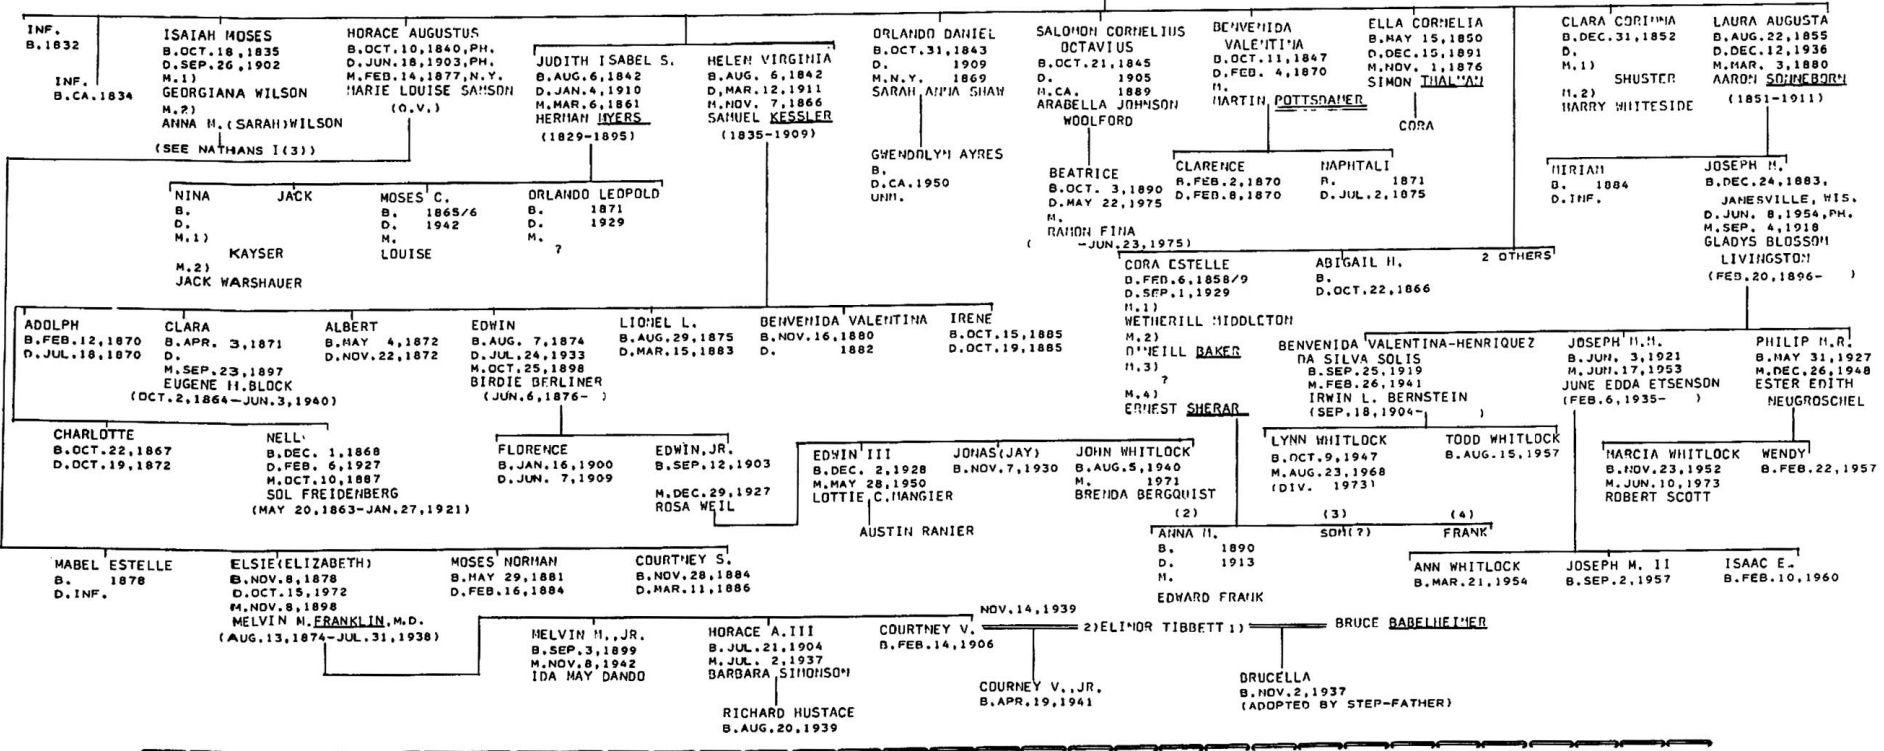 INF.
B.1832
INF.
B.CA.1834
ISAIAH MOSES
B.OCT.18,1835
D.SEP.26,1902
M.1)
GEORGIANA WILSON
M.2)
ANNA M.(SARAH)WILSON
(SEE NATHANS I(3))
HORACE AUGUSTUS
B.OCT.10,1840,PH.
D.JUN.18,1903,PH.
M.FEB.14,1877,N.Y.
MARIE LOUISE SAMSON
(Q.V.)
JUDITH ISABEL S.
B.AUG.6,1842
D.JAN.4,1910
M.MAR.6,1861
HERMAN MYERS
(1829-1895)
HELEN VIRGINIA
B.AUG. 6,1842
D,MAR.12,1911
M.NOV. 7,1866
SAMUEL KESSLER
(1835-1909)
ORLANDO DANIEL
B.OCT.31,1843
D. 1909
M.N.Y. 1869
SARAH ANNA SHAW
GWENDOLYN AYRES
B.
D.CA.1950
UNM.
SALOMON CORNELIUS
OCTAVIUS
B.OCT.21,1845
D. 1905
M.CA. 1889
ARABELLA JOHNSON
WOOLFORD
BEATRICE
B.OCT. 3,1890
D.MAY 22,1975
M.
RAMON FINA
( -JUN.23,1975)
BENVENIDA
VALENTINA
B.OCT.11,1847
D.FEB. 4,1870
M.
MARTIN POTTSDAMER
CLARENCE
B.FEB.2,1870
D.FEB.8,1870
NAPHTALI
B. 1871
D.JUL.2,1875
ELLA CORNELIA
B.MAY 15,1850
D.DEC.15,1891
M.NOV. 1,1876
SIMON THALMAN
CORA
CLARA CORINNA
B.DEC.31,1852
D.
M.1)
SHUSTER
M.2)
HARRY WHITESIDE
LAURA AUGUSTA
B.AUG.22,1855
D.DEC.12,1936
M.MAR. 3,1880
AARON SONNEBORN
(1851-1911)
MIRIAM
B. 1884
D.INF.
JOSEPH M.
B.DEC.24,1883,
JANESVILLE, WIS.
D.JUN. 8,1954,PH.
M.SEP. 4,1918
GLADYS BLOSSOM
LIVINGSTON
(FEB.20,1896- )
NINA
B.
D.
M.1)
KAYSER
M.2)
JACK WARSHAUER
JACK
MOSES C.
B. 1865/6
D. 1942
M.
LOUISE
ORLANDO LEOPOLD
B. 1871
D. 1929
M.
?
CORA ESTELLE
B.FEB.6,1858/9
D.SEP.1,1929
M.1)
WETHERILL MIDDLETON
M.2)
O'NEILL BAKER
M.3)
?
M.4)
ERNEST SHERAR
ABIGAIL H.
B.
D.OCT.22,1866
2 OTHERS
ADOLPH
B.FEB.12,1870
D.JUL.18,1870
CLARA
B.APR. 3,1871
D.
M.SEP.23,1897
EUGENE H.BLOCK
(OCT.2,1864-JUN.3,1940)
ALBERT
B.MAY 4,1872
D.NOV.22,1872
EDWIN
B.AUG. 7,1874
D.JUL.24,1933
M.OCT.25,1898
BIRDIE BERLINER
(JUN.6,1876- )
LIONEL L.
B.AUG.29,1875
D.MAR.15,1883
BENVENIDA VALENTINA
B.NOV.16,1880
D. 1882
IRENE
B.OCT.15,1885
D.OCT.19,1885
BENVENIDA VALENTINA-HENRIQUEZ
DA SILVA SOLIS
B.SEP.25,1919
M.FEB.26,1941
IRWIN L. BERNSTEIN
(SEP.18,1904- )
JOSEPH M.M.
B.JUN. 3,1921
M.JUN.17,1953
JUNE EDDA ETSENSON
(FEB.6,1935- )
PHILIP M.R.
B.MAY 31,1927
M.DEC.26,1948
ESTER EDITH
NEUGROSCHEL
CHARLOTTE
B.OCT.22,1867
D.OCT.19,1872
NELL
B.DEC. 1,1868
D.FEB. 6,1927
M.OCT.10,1887
SOL FREIDENBERG
(MAY 20,1863-JAN.27,1921)
FLORENCE
B.JAN.16,1900
D.JUN. 7,1909
EDWIN,JR.
B.SEP.12,1903
M.DEC.29,1927
ROSA WEIL
EDWIN III
B.DEC. 2,1928
M.MAY 28,1950
LOTTIE C.MANGIER
AUSTIN RANIER
JONAS(JAY)
B.NOV.7,1930
JOHN WHITLOCK
B.AUG.5,1940
M. 1971
BRENDA BERGQUIST
LYNN WHITLOCK
B.OCT.9,1947
M.AUG.23,1968
(DIV. 1973)
TODD WHITLOCK
B.AUG.15,1957
MARCIA WHITLOCK
B.NOV.23,1952
M.JUN.10,1973
ROBERT SCOTT
WENDY
B.FEB.22,1957
(2)
ANNA M.
B. 1890
D. 1913
M.
EDWARD FRANK
(3)
SON(?)
(4)
FRANK
ANN WHITLOCK
B.MAR.21,1954
JOSEPH M. II
B.SEP.2,1957
ISAAC E.
B.FEB.10,1960
MABEL ESTELLE
B. 1878
D.INF.
ELSIE(ELIZABETH)
B.NOV.8,1878
D.OCT.15,1972
M.NOV.8,1898
MELVIN M.FRANKLIN,M.D.
(AUG.13,1874-JUL.31,1938)
MOSES NORMAN
B.MAY 29,1881
D.FEB.16,1884
COURTNEY S.
B.NOV.28,1884
D.MAR.11,1886
MELVIN M.,JR.
B.SEP.3,1899
M.NOV.8,1942
IDA MAY DANDO
HORACE A.III
B.JUL.21,1904
M.JUL. 2,1937
BARBARA SIMONSON
RICHARD HUSTACE
B.AUG.20,1939
COURTNEY V.
B.FEB.14,1906
NOV.14,1939
2)ELINOR TIBBETT 1)
BRUCE BABELHEIMER
COURNEY V.,JR.
B.APR.19,1941
BRUCELLA
B.NOV.2,1937
(ADOPTED BY STEP-FATHER)